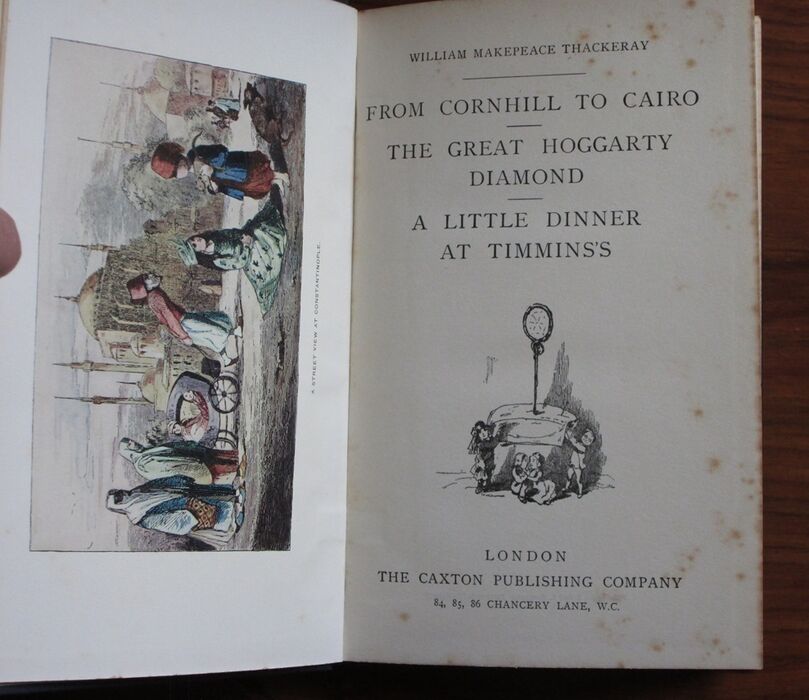 A STREET VIEW AT CONSTANTINOPLE.
WILLIAM MAKEPEACE THACKERAY
FROM CORNHILL TO CAIRO
THE GREAT HOGGARTY
DIAMOND
A LITTLE DINNER
AT TIMMINS'S
LONDON
THE CAXTON PUBLISHING COMPANY
84, 85, 86 CHANCERY LANE, W.C.